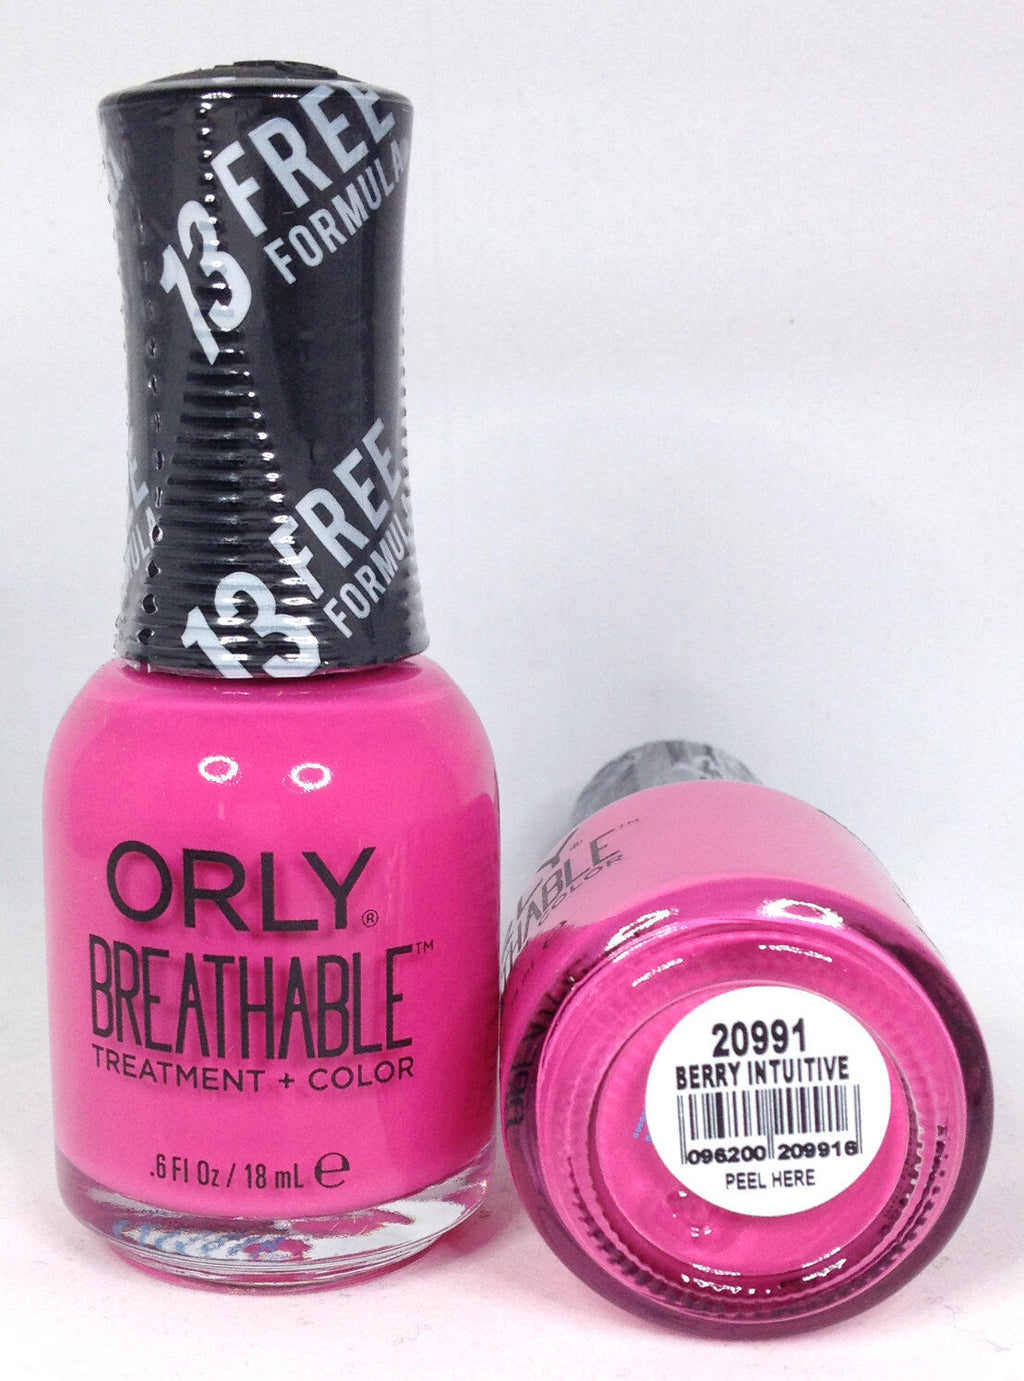 13 FREE
FORMULA
13 FREE
FORMULA
ORLY®
BREATHABLE™
TREATMENT + COLOR
.6 Fl Oz / 18 mL ℮
20991
BERRY INTUITIVE
096200 209916
PEEL HERE